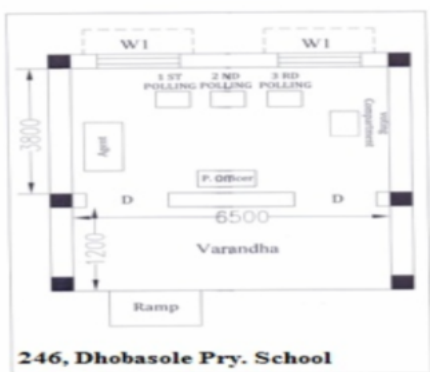 W1 W1
1 ST 2 ND 3 RD
POLLING POLLING POLLING
3800
Agent
voting
Compartment
P. Officer
D D
6500
1200
Varandha
Ramp
246, Dhobasole Pry. School